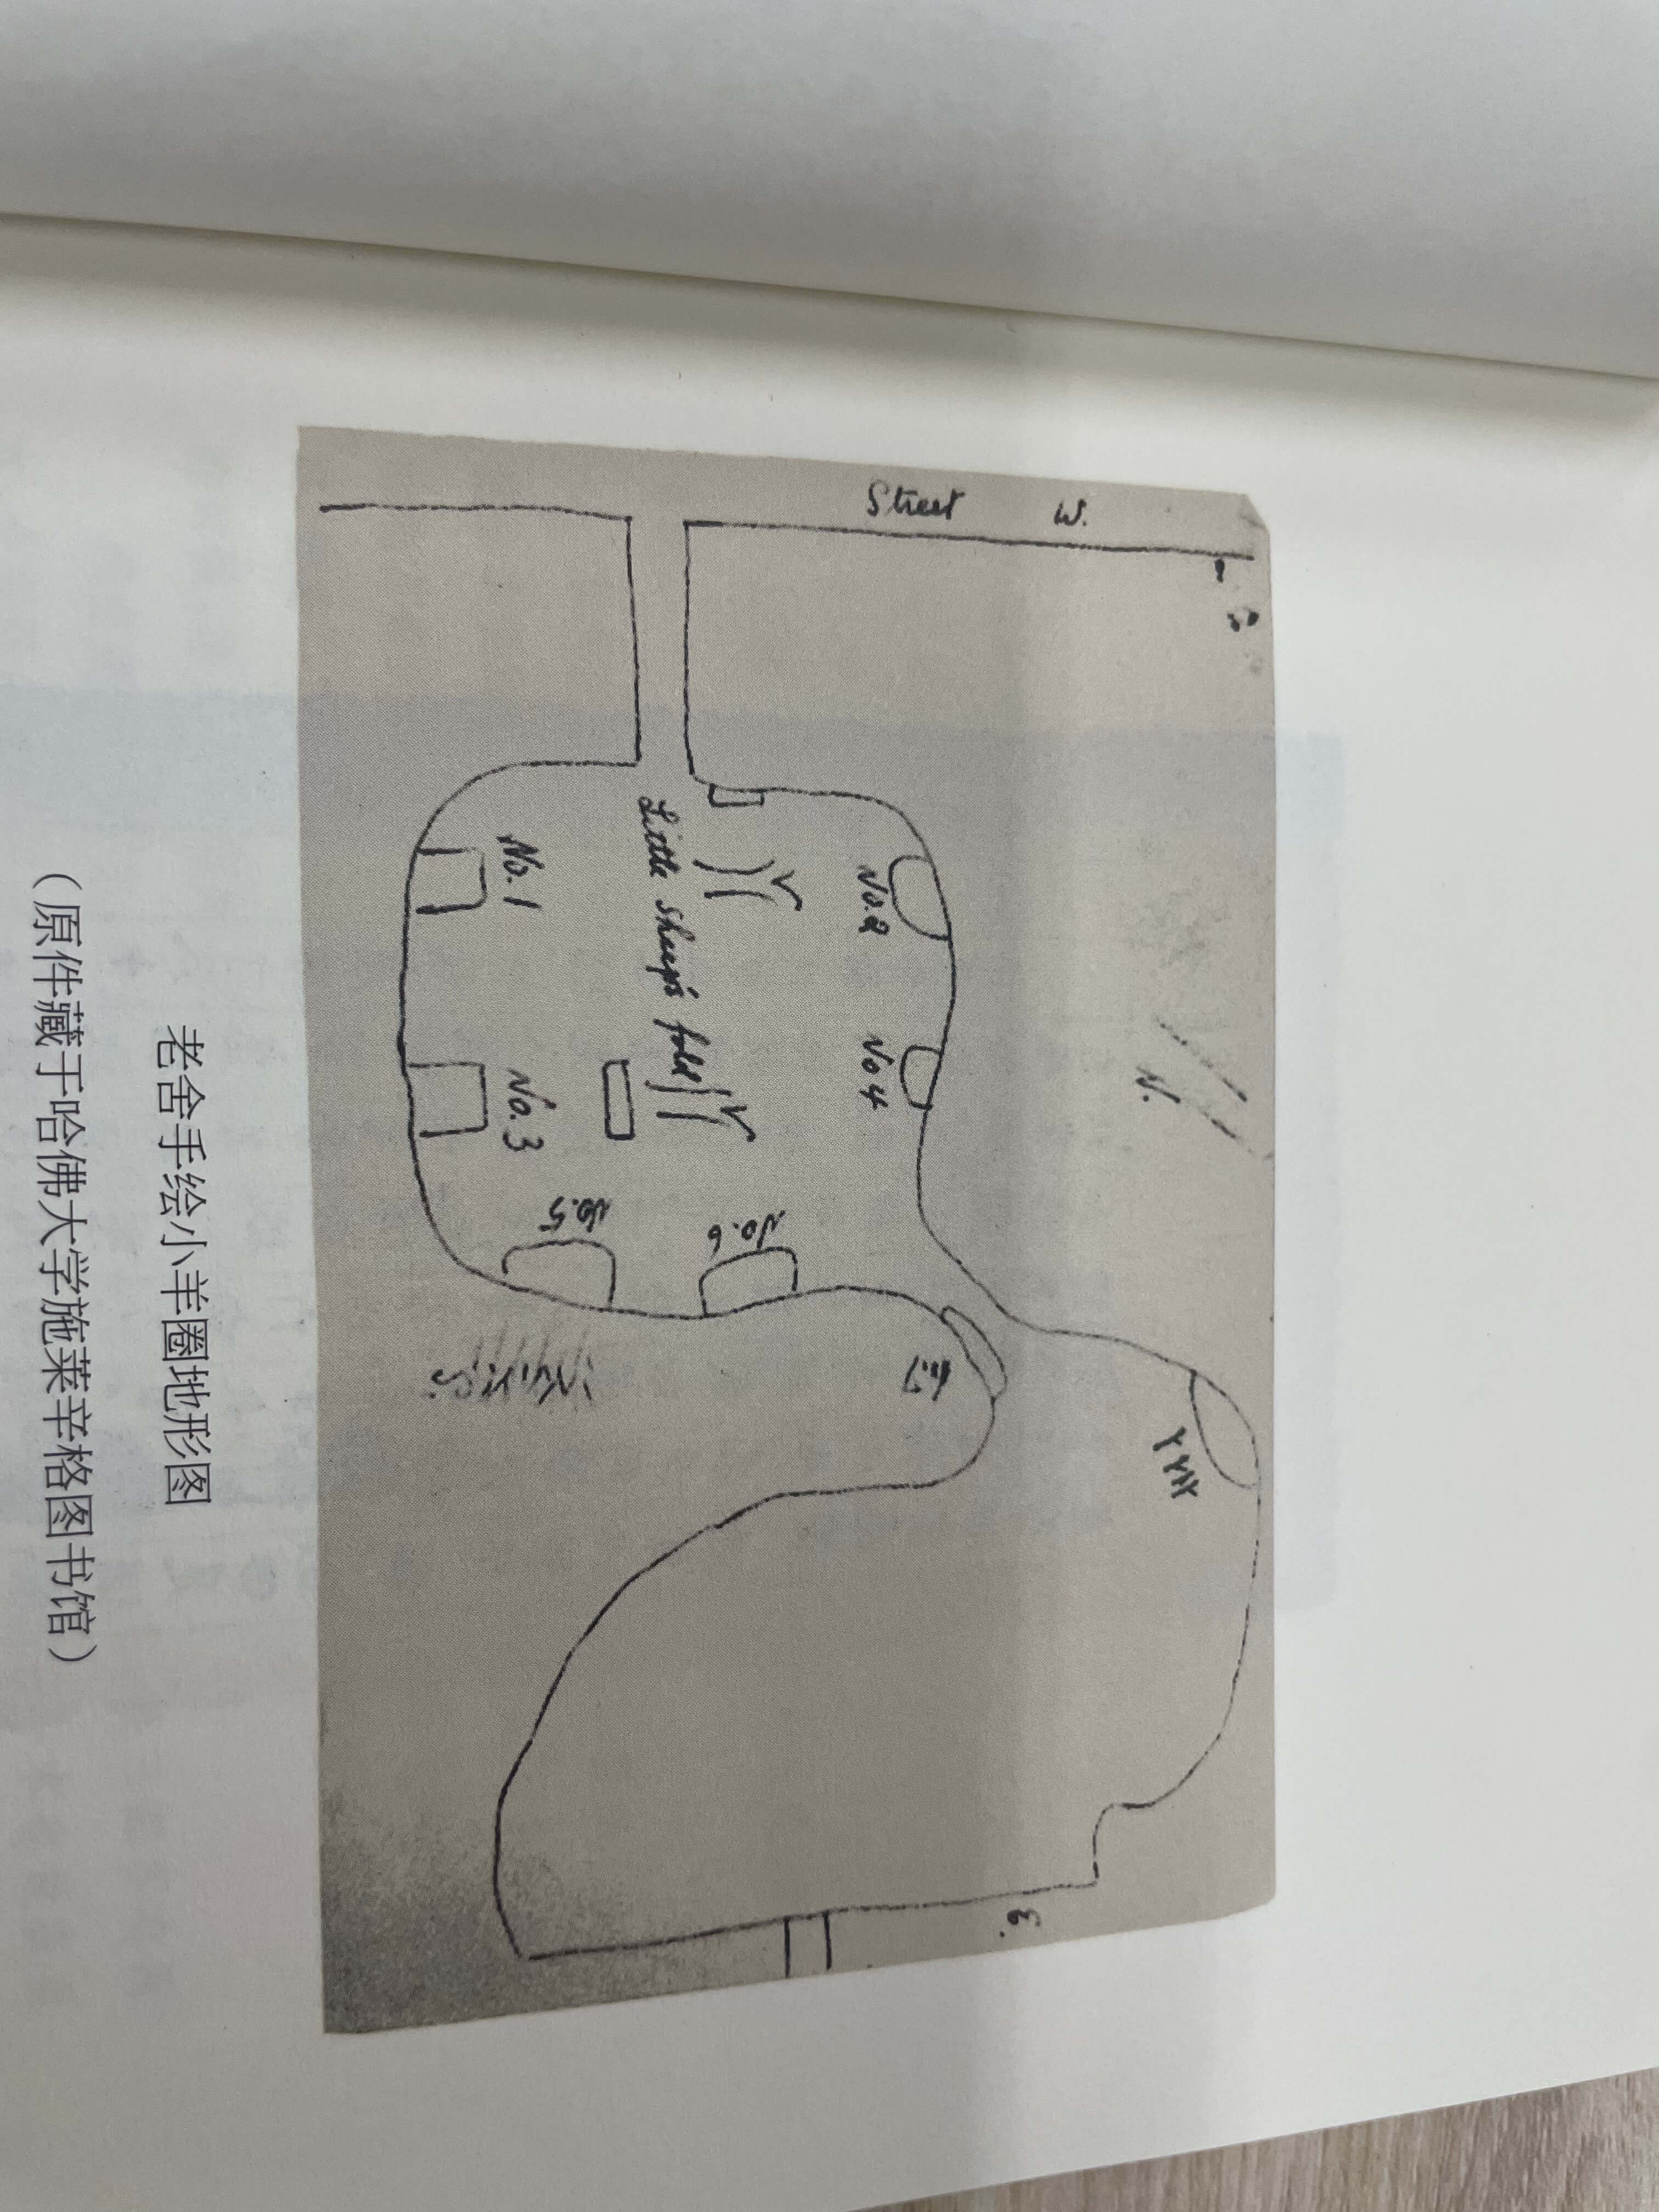 Street W.
N.
No.2
No 4
Little Sheep's fold
No.1
No.3
No.5
No.6
老舍手绘小羊圈地形图
（原件藏于哈佛大学施莱辛格图书馆）